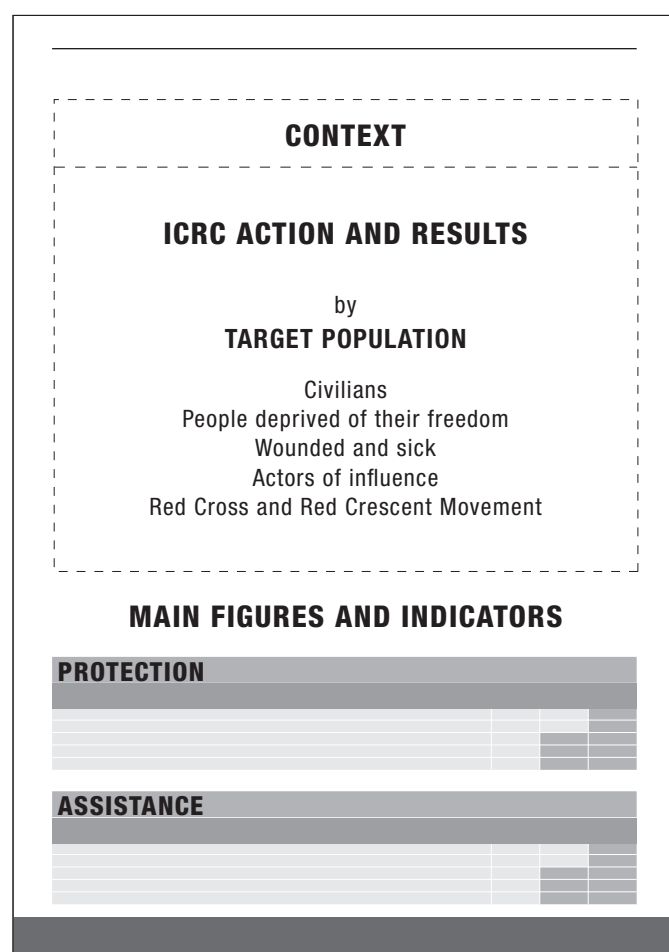 CONTEXT
ICRC ACTION AND RESULTS
by
TARGET POPULATION
Civilians
People deprived of their freedom
Wounded and sick
Actors of influence
Red Cross and Red Crescent Movement
MAIN FIGURES AND INDICATORS
PROTECTION
ASSISTANCE